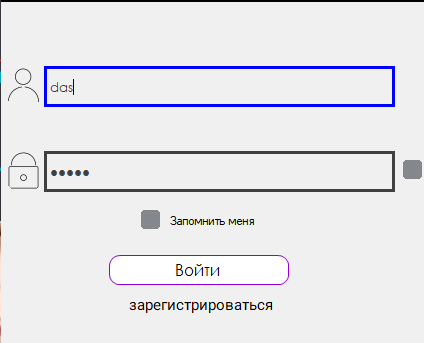 das
•••••
Запомнить меня
Войти
зарегистрироваться